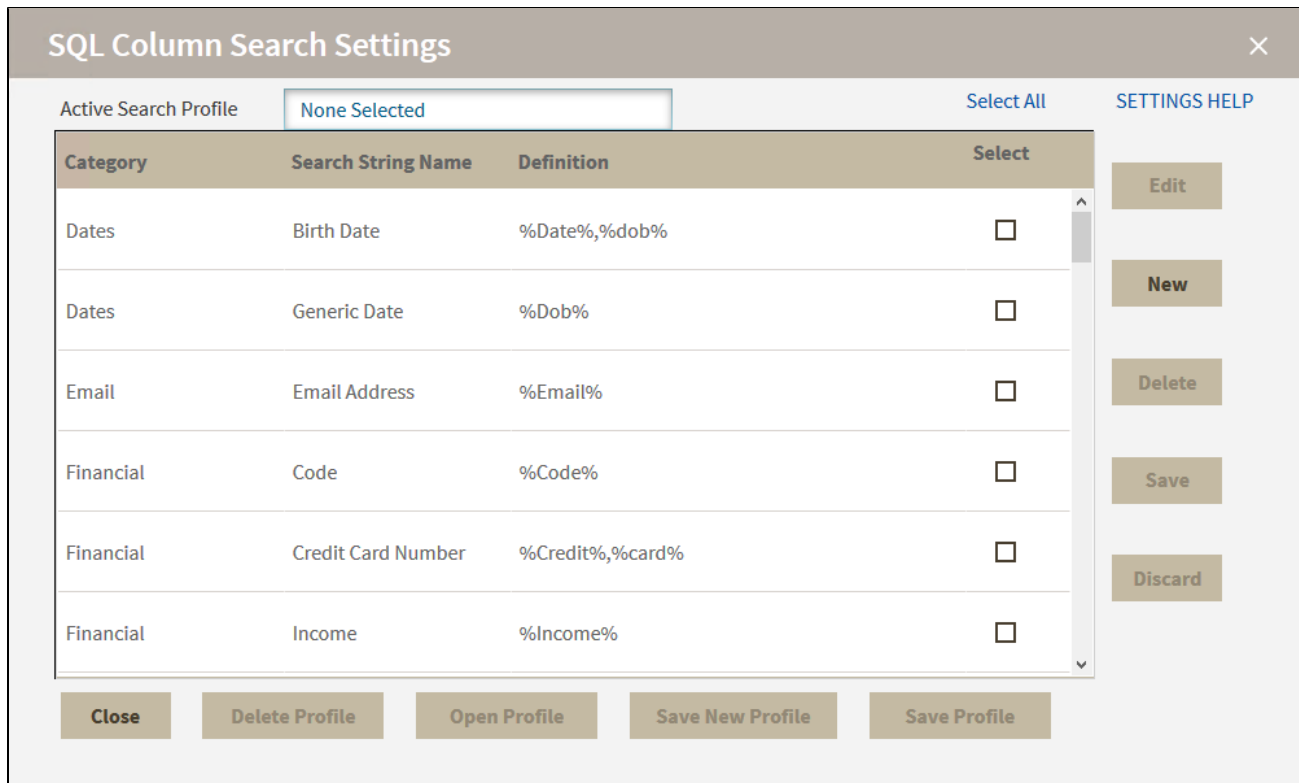 SQL Column Search Settings
Active Search Profile None Selected Select All SETTINGS HELP
Category Search String Name Definition Select
Edit
Dates Birth Date %Date%,%dob%
New
Dates Generic Date %Dob%
Email Email Address %Email%
Delete
Financial Code %Code%
Save
Financial Credit Card Number %Credit%,%card%
Discard
Financial Income %Income%
Close Delete Profile Open Profile Save New Profile Save Profile